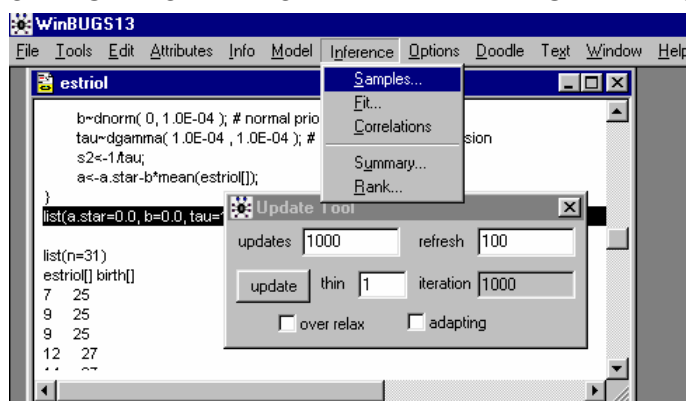 WinBUGS13
File Tools Edit Attributes Info Model Inference Options Doodle Text Window Help
Samples...
Fit...
Correlations
Summary...
Rank...
estriol
b~dnorm( 0, 1.0E-04 ); # normal prio
tau~dgamma( 1.0E-04 , 1.0E-04 ); # sion
s2<-1/tau;
a<-a.star-b*mean(estriol[]);
}
list(a.star=0.0, b=0.0, tau=
list(n=31)
estriol[] birth[]
7 25
9 25
9 25
12 27
Update Tool
updates 1000 refresh 100
update thin 1 iteration 1000
over relax adapting